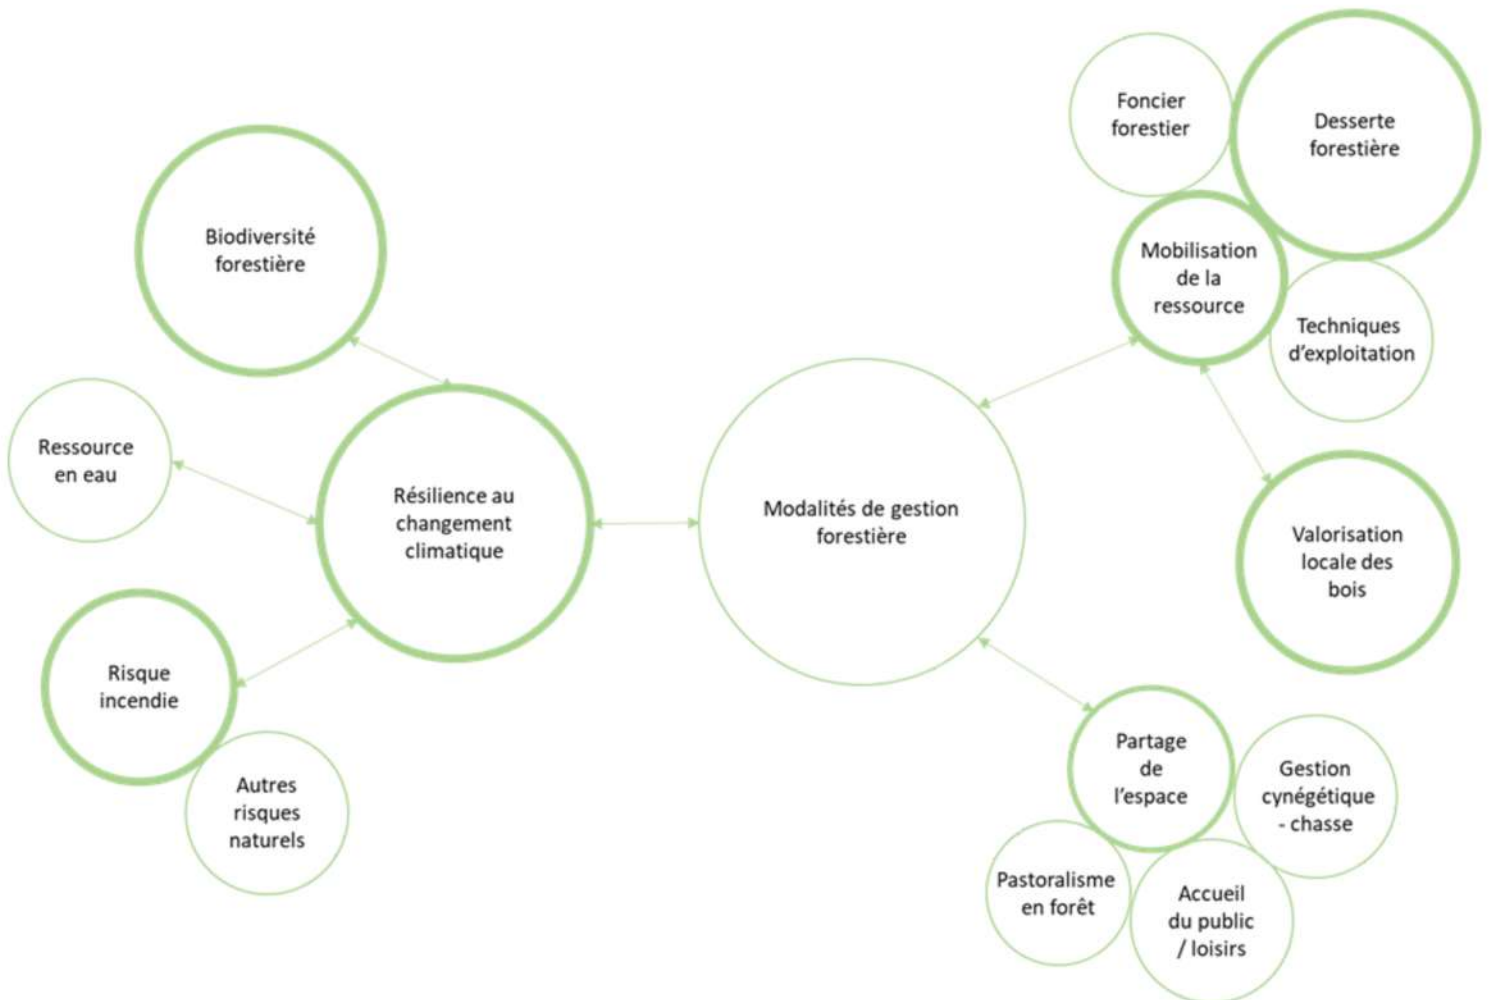 Foncier
forestier
Desserte
forestière
Biodiversité
forestière
Mobilisation
de la
ressource
Techniques
d’exploitation
Ressource
en eau
Résilience au
changement
climatique
Modalités de gestion
forestière
Valorisation
locale des
bois
Risque
incendie
Autres
risques
naturels
Partage
de
l’espace
Gestion
cynégétique
- chasse
Pastoralisme
en forêt
Accueil
du public
/ loisirs